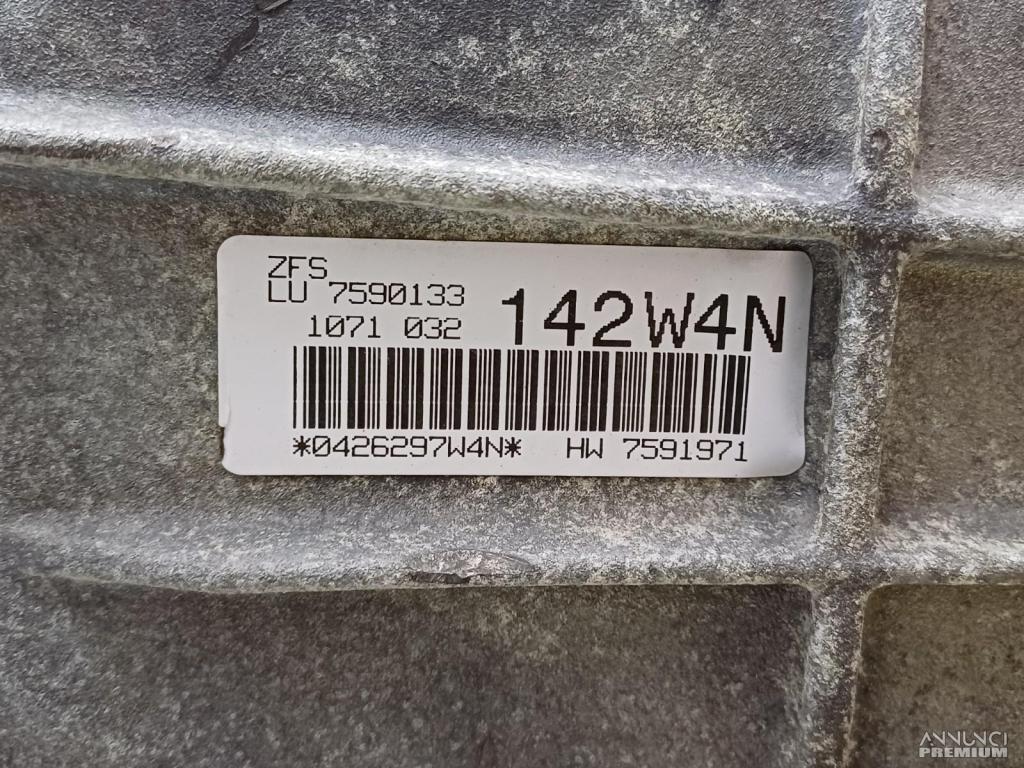 ZFS
LU 7590133
1071 032
142W4N
*0426297W4N* HW 7591971
ANNUNCI
PREMIUM